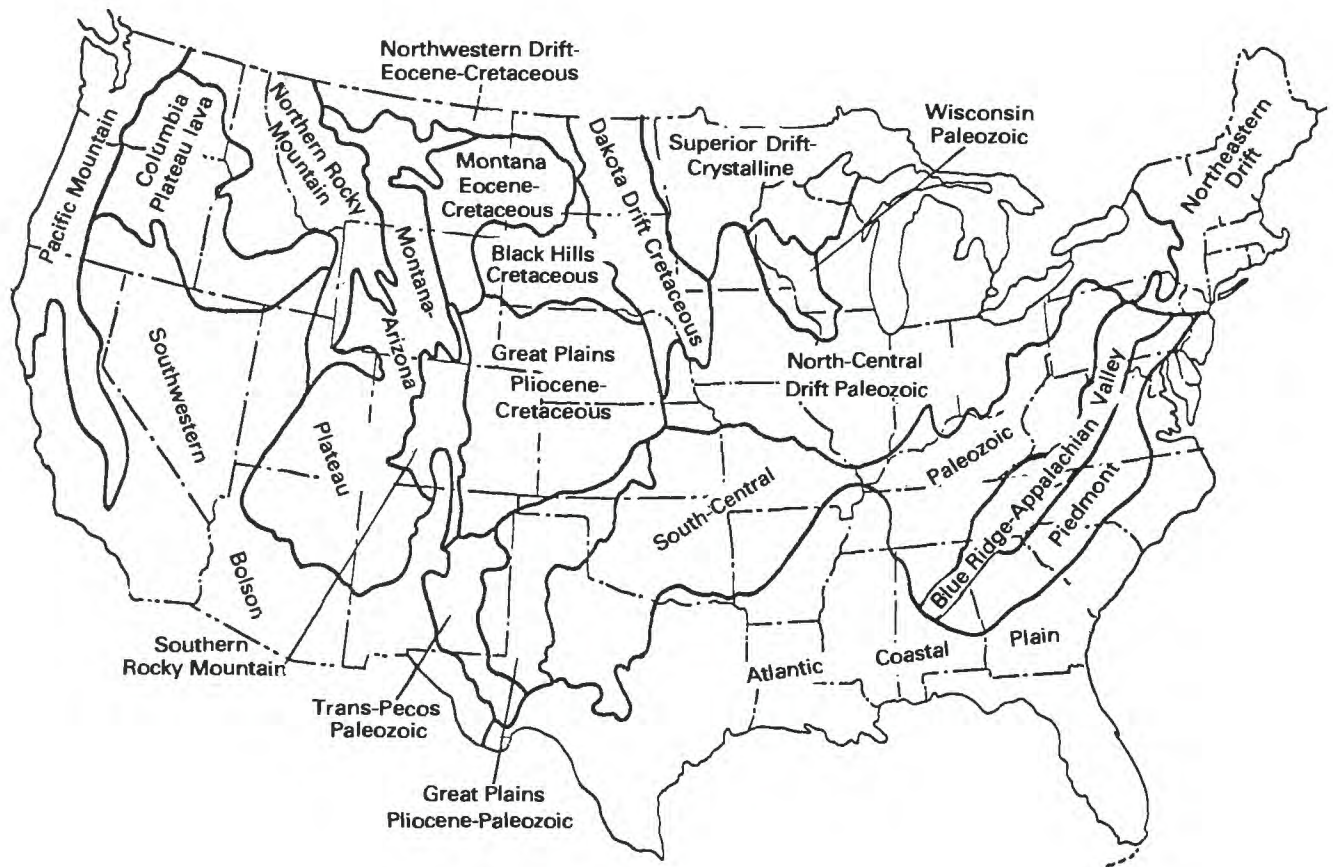 Northwestern Drift-
Eocene-Cretaceous
Wisconsin
Paleozoic
Pacific Mountain
Columbia
Plateau lava
Northern Rocky
Mountain
Montana
Eocene-
Cretaceous
Dakota Drift Cretaceous
Superior Drift-
Crystalline
Northeastern
Drift
Black Hills
Cretaceous
Montana-
Arizona
Plateau
Great Plains
Pliocene-
Cretaceous
North-Central
Drift Paleozoic
Southwestern
Bolson
South-Central
Paleozoic
Blue Ridge-Appalachian Valley
Piedmont
Atlantic
Coastal
Plain
Southern
Rocky Mountain
Trans-Pecos
Paleozoic
Great Plains
Pliocene-Paleozoic